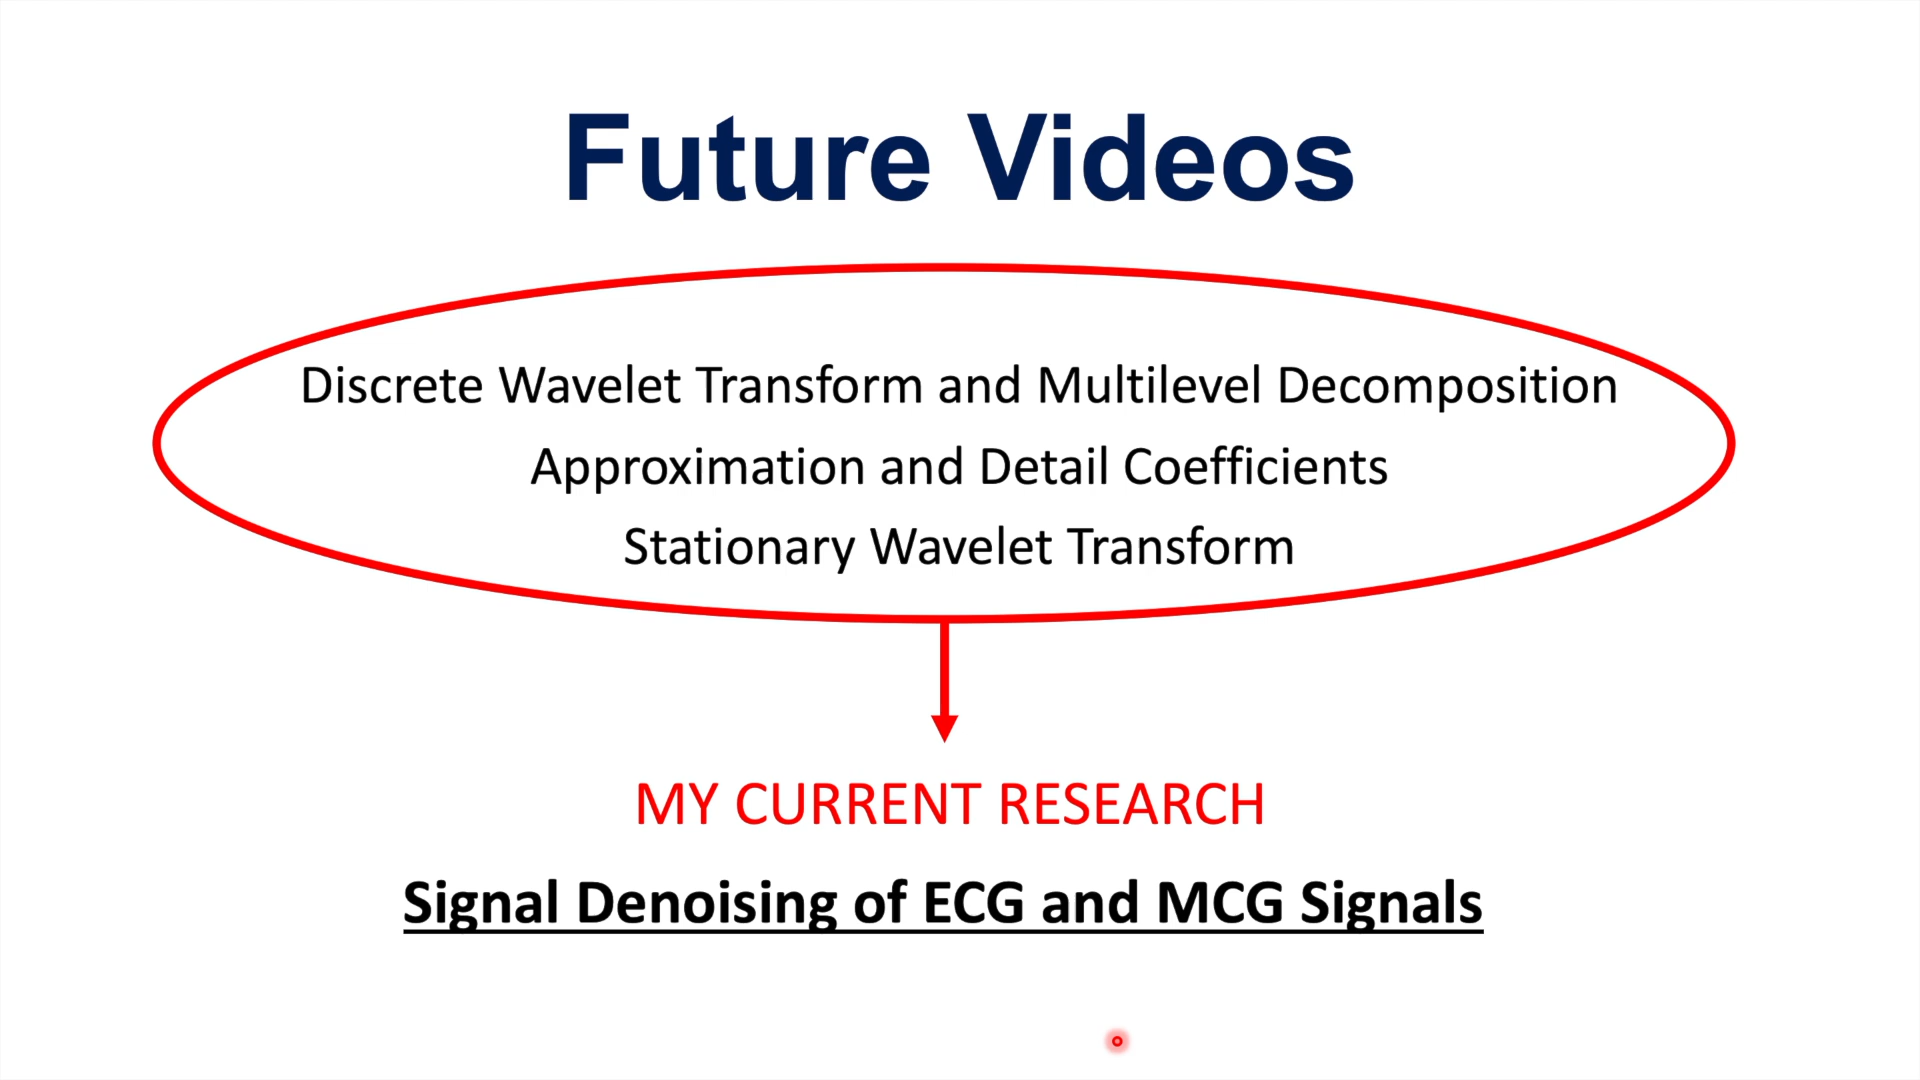 Future Videos
Discrete Wavelet Transform and Multilevel Decomposition
Approximation and Detail Coefficients
Stationary Wavelet Transform
MY CURRENT RESEARCH
Signal Denoising of ECG and MCG Signals